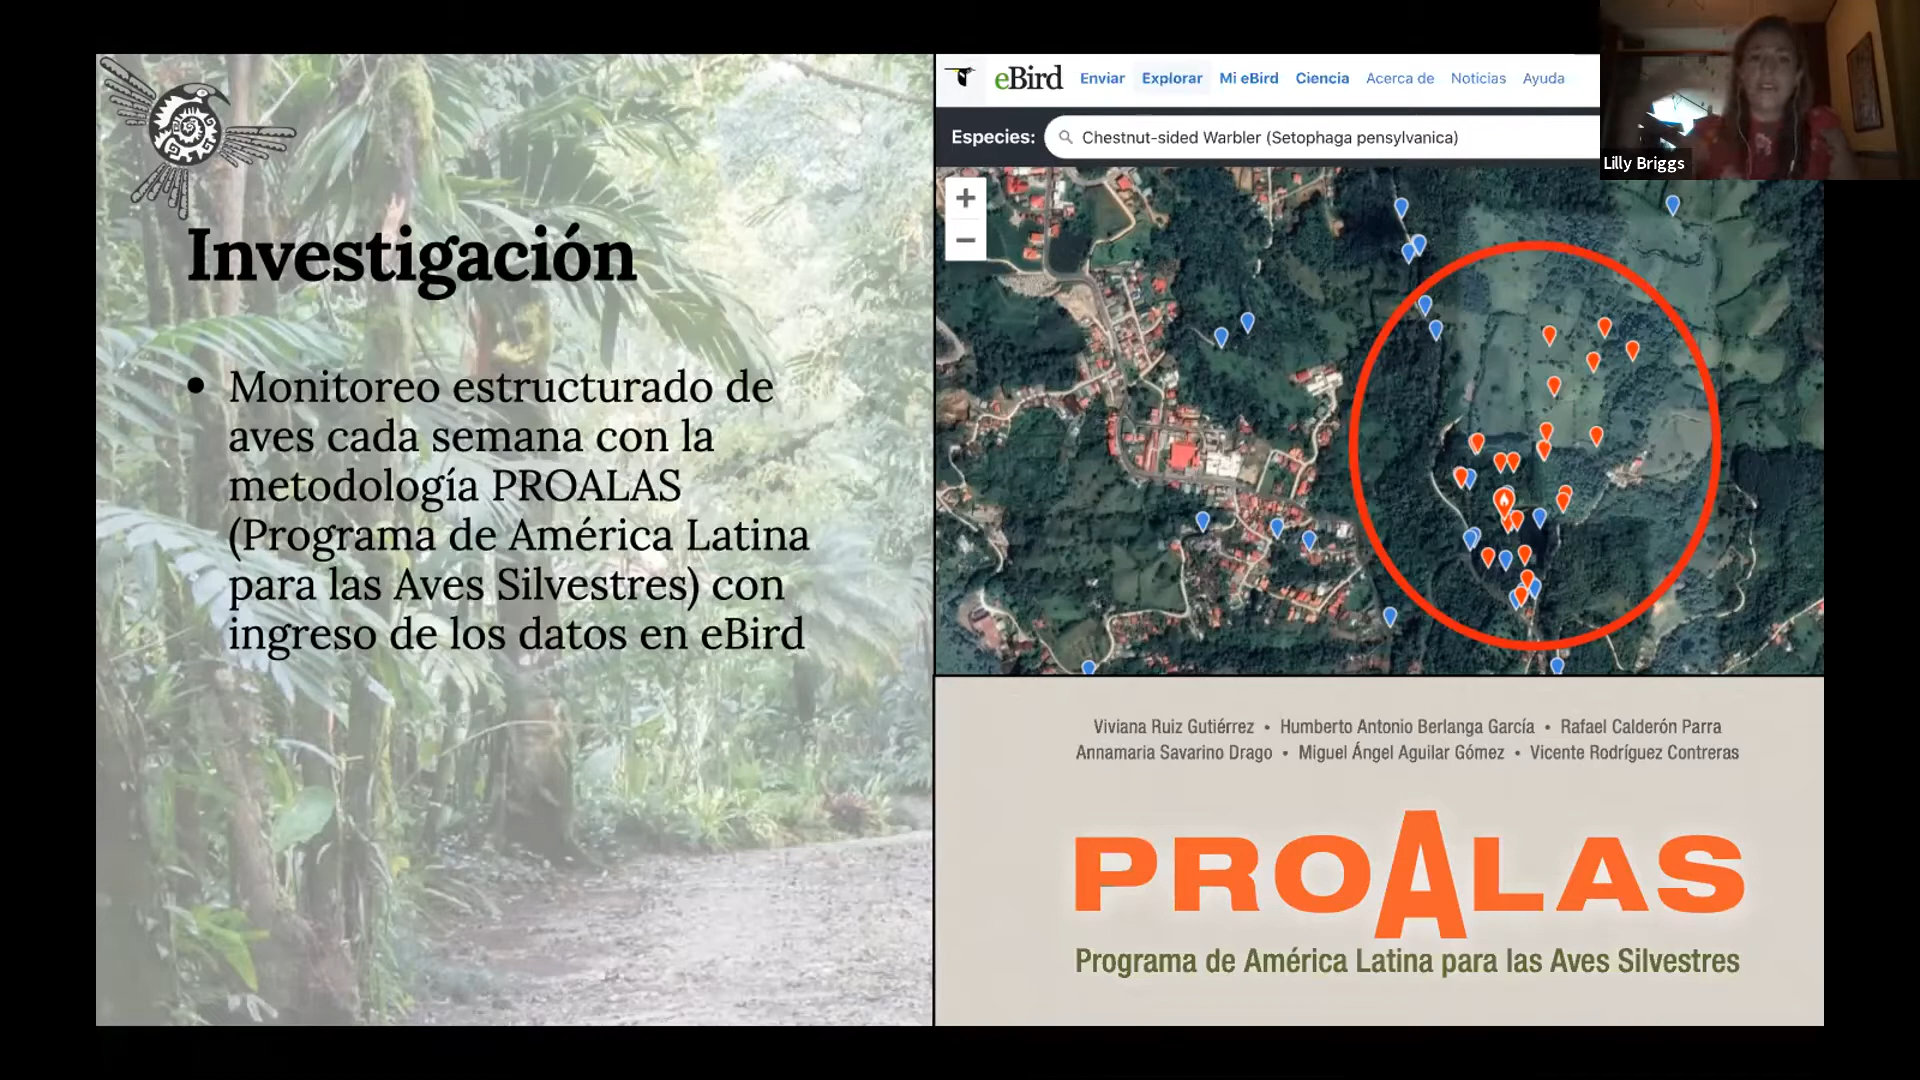 Investigación
• Monitoreo estructurado de
aves cada semana con la
metodología PROALAS
(Programa de América Latina
para las Aves Silvestres) con
ingreso de los datos en eBird
eBird Enviar Explorar Mi eBird Ciencia Acerca de Noticias Ayuda
Especies: Chestnut-sided Warbler (Setophaga pensylvanica)
+
−
Lilly Briggs
Viviana Ruiz Gutiérrez • Humberto Antonio Berlanga García • Rafael Calderón Parra
Annamaria Savarino Drago • Miguel Ángel Aguilar Gómez • Vicente Rodríguez Contreras
PROALAS
Programa de América Latina para las Aves Silvestres